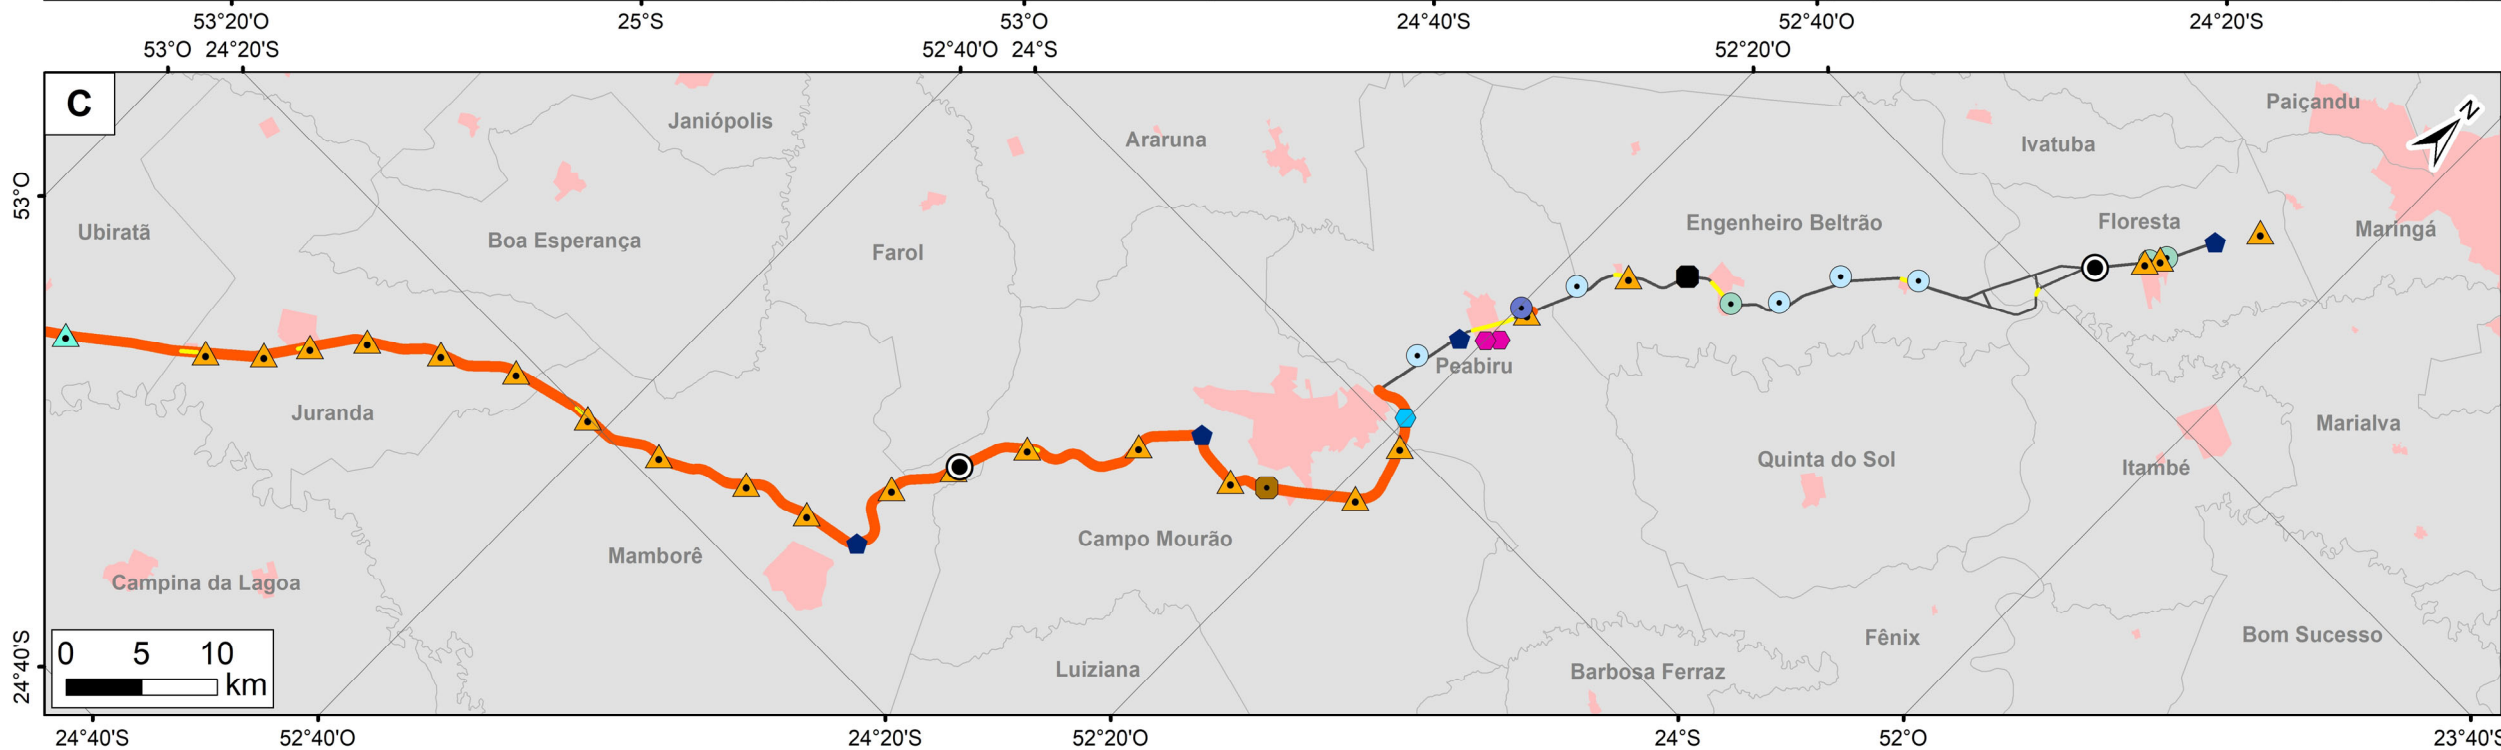 53°20'O 25°S 53°O 24°40'S 52°40'O 24°20'S
53°O 24°20'S 52°40'O 24°S 52°20'O
C
N
Paiçandu
Janiópolis
Araruna
Ivatuba
53°O
Ubiratã
Boa Esperança
Farol
Engenheiro Beltrão
Floresta
Maringá
Peabiru
Juranda
Marialva
Quinta do Sol
Itambé
Campo Mourão
Mamborê
Campina da Lagoa
Luiziana
Barbosa Ferraz
Fênix
Bom Sucesso
24°40'S
0 5 10
km
24°40'S 52°40'O 24°20'S 52°20'O 24°S 52°O 23°40'S